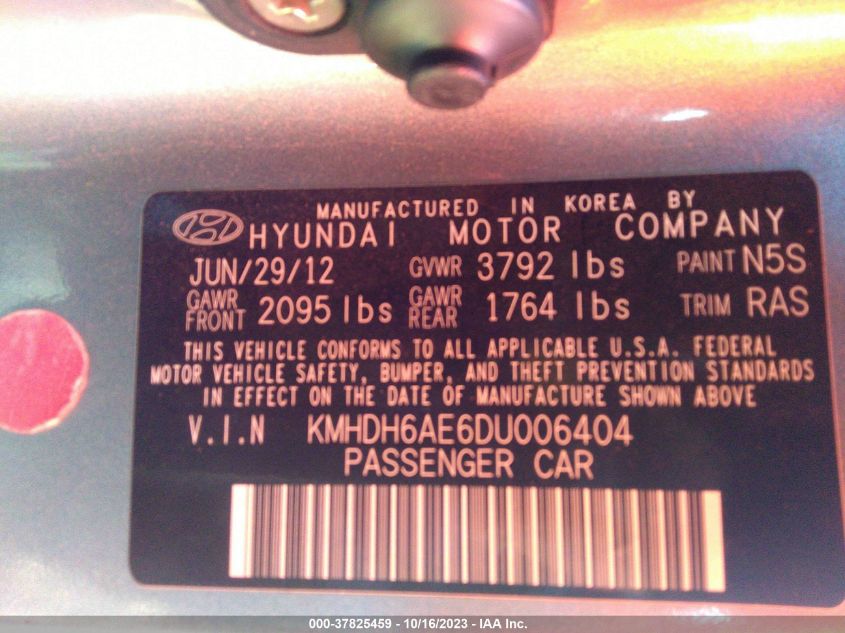 MANUFACTURED IN KOREA BY
HYUNDAI MOTOR COMPANY
JUN/29/12 GVWR 3792 lbs PAINT N5S
GAWR FRONT 2095 lbs GAWR REAR 1764 lbs TRIM RAS
THIS VEHICLE CONFORMS TO ALL APPLICABLE U.S.A. FEDERAL
MOTOR VEHICLE SAFETY, BUMPER, AND THEFT PREVENTION STANDARDS
IN EFFECT ON THE DATE OF MANUFACTURE SHOWN ABOVE
V.I.N KMHDH6AE6DU006404
PASSENGER CAR
000-37825459 - 10/16/2023 - IAA Inc.